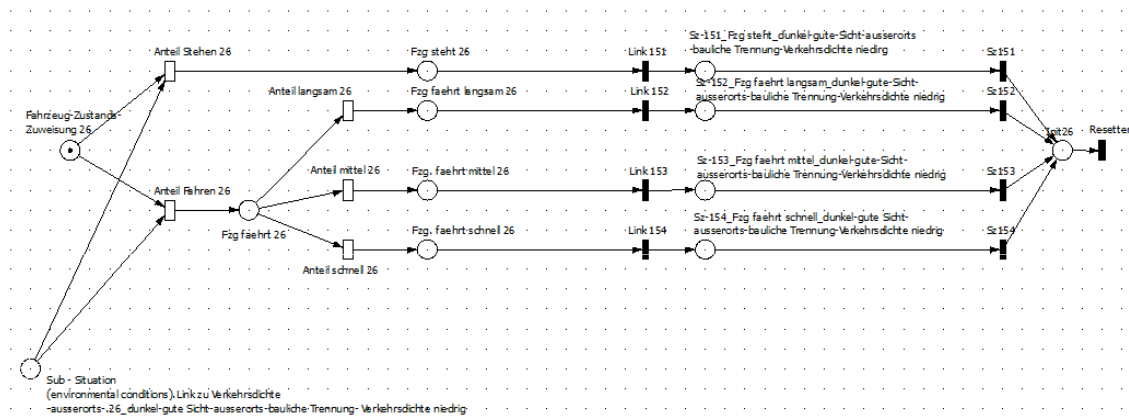 Anteil Stehen 26
Fzg steht 26
Link 151
Sz-151_Fzg steht_dunkel-gute-Sicht-ausserorts
-bauliche Trennung-Verkehrsdichte niedirg
Sz151
Anteil langsam 26
Fzg faehrt langsam 26
Link 152
Sz-152_Fzg faehrt langsam_dunkel-gute-Sicht-
ausserorts-bauliche Trennung-Verkehrsdichte niedrig
Sz152
Fahrzeug-Zustands-
Zuweisung 26
Init26
Resetter
Anteil mittel 26
Fzg. faehrt mittel 26
Link 153
Sz-153_Fzg faehrt mittel_dunkel-gute-Sicht-
ausserorts-bauliche Trennung-Verkehrsdichte niedrig
Sz153
Anteil Fahren 26
Fzg faehrt 26
Fzg. faehrt schnell 26
Link 154
Sz-154_Fzg faehrt schnell_dunkel-gute Sicht-
ausserorts-bauliche Trennung-Verkehrsdichte niedrig
Sz154
Anteil schnell 26
Sub - Situation
(environmental conditions).Link zu Verkehrsdichte
-ausserorts-.26_dunkel-gute Sicht-ausserorts-bauliche-Trennung- Verkehrsdichte niedrig